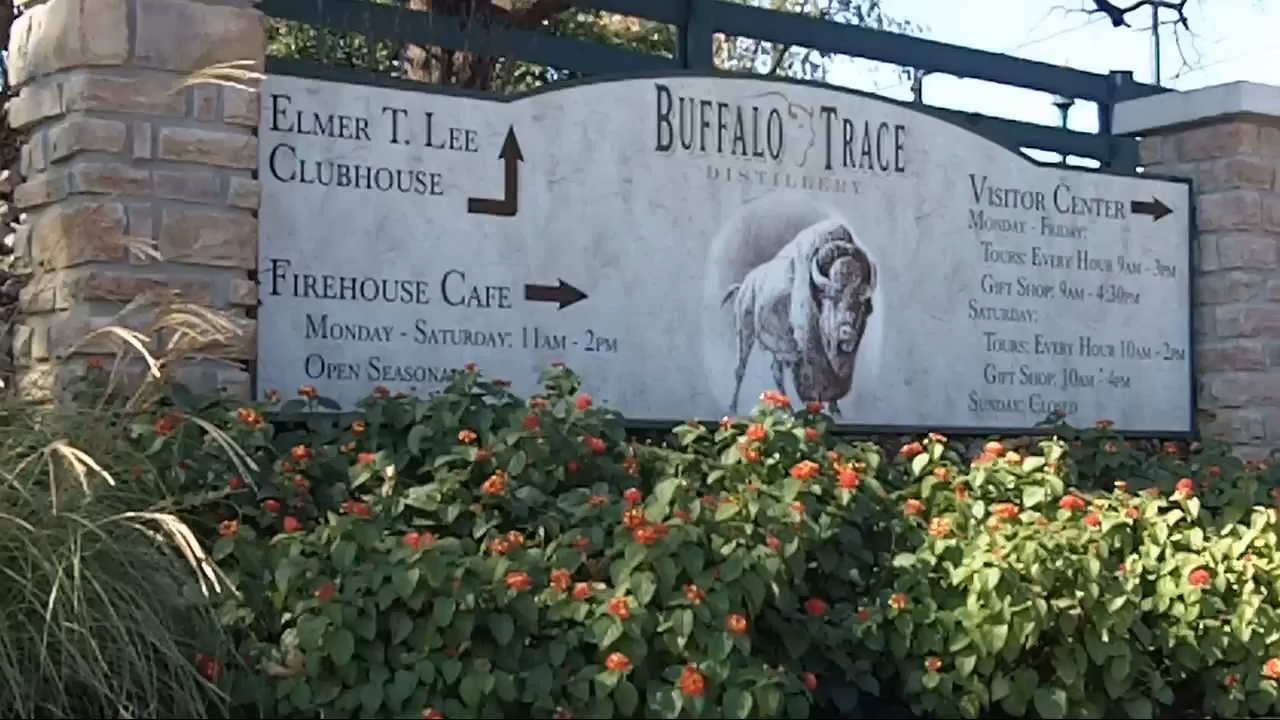 ELMER T. LEE
CLUBHOUSE
FIREHOUSE CAFE
MONDAY - SATURDAY: 11AM - 2PM
OPEN
BUFFALO TRACE
DISTILLERY
VISITOR CENTER
MONDAY - FRIDAY:
TOURS: EVERY HOUR 9AM - 3PM
GIFT SHOP: 9AM - 4:30PM
SATURDAY:
TOURS: EVERY HOUR 10AM - 2PM
GIFT SHOP: 10AM - 4PM
SUNDAY: CLOSED